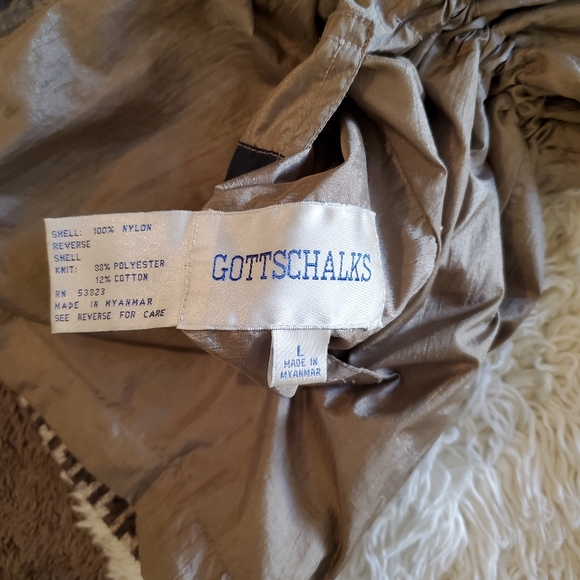 SHELL: 100% NYLON
REVERSE
SHELL
KNIT: 88% POLYESTER
12% COTTON
RN 53823
MADE IN MYANMAR
SEE REVERSE FOR CARE
GOTTSCHALKS
L
MADE IN
MYANMAR